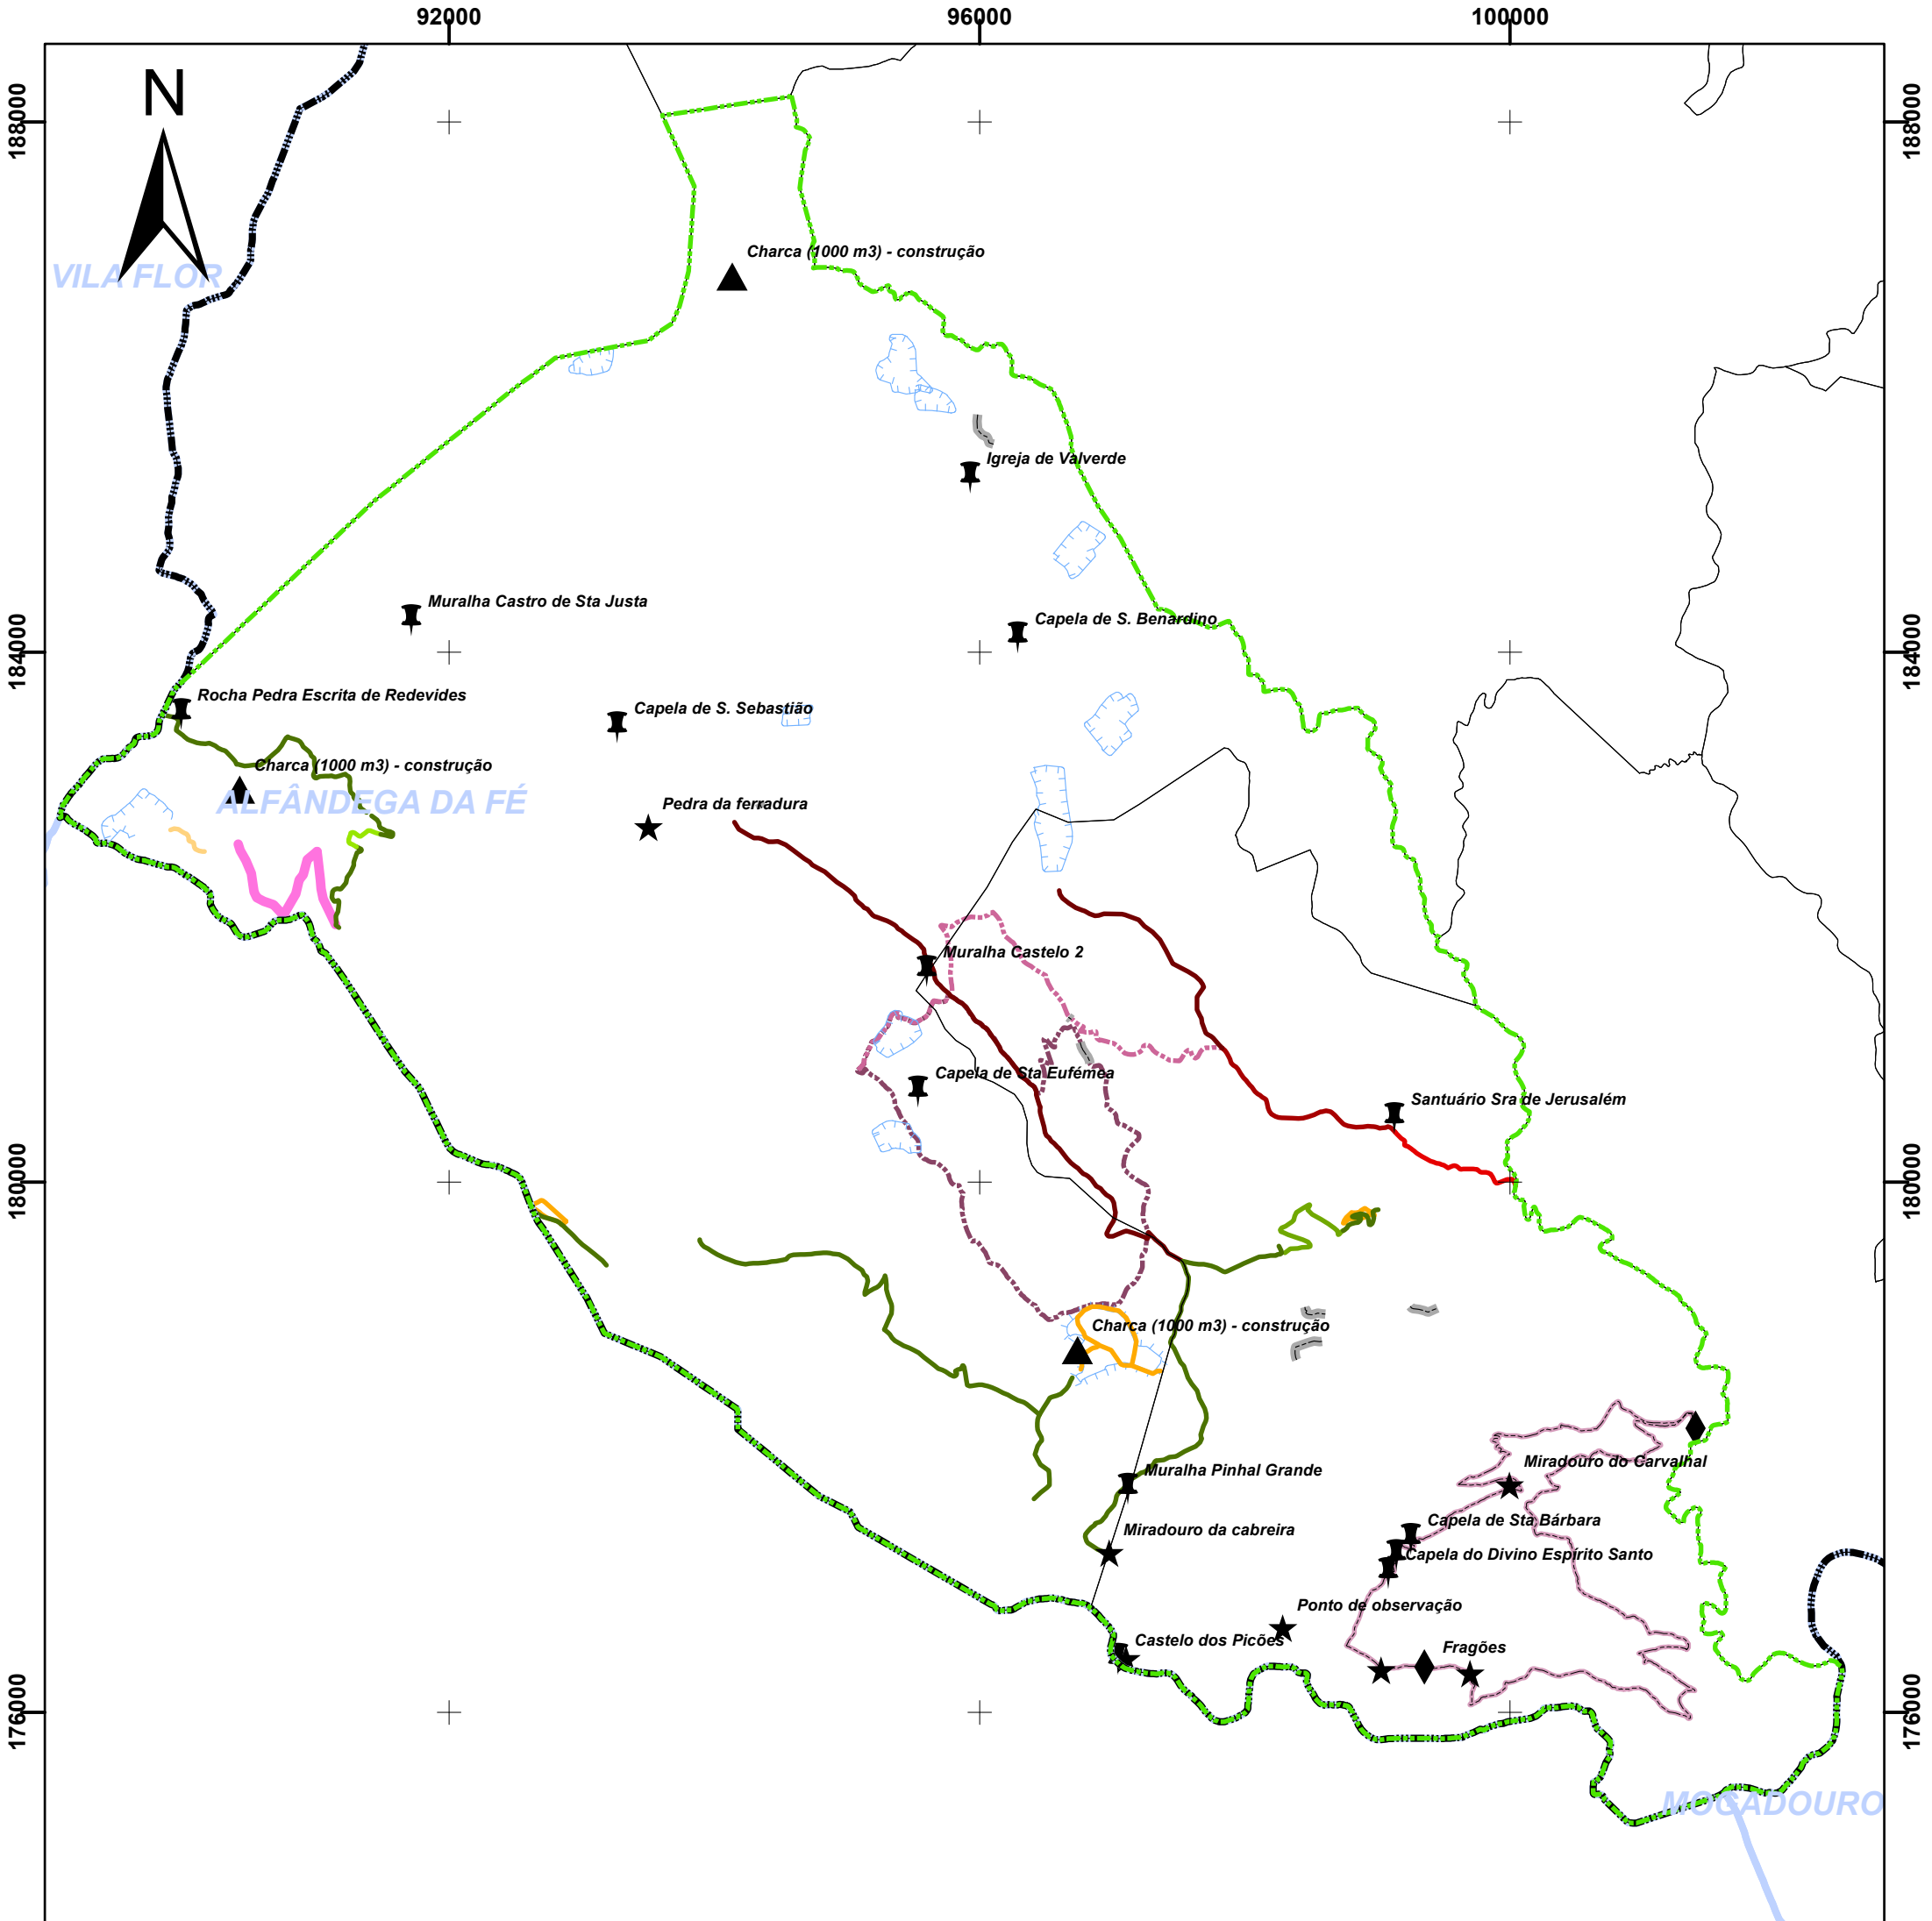 92000 96000 100000
N
188000 188000
Charca (1000 m3) - construção
VILA FLOR
Igreja de Valverde
Muralha Castro de Sta Justa
Capela de S. Benardino
184000 184000
Rocha Pedra Escrita de Redevides
Capela de S. Sebastião
Charca (1000 m3) - construção
ALFÂNDEGA DA FÉ
Pedra da ferradura
Muralha Castelo 2
Capela de Sta Eufémea
Santuário Sra de Jerusalém
180000 180000
Charca (1000 m3) - construção
Miradouro do Carvalhal
Muralha Pinhal Grande
Capela de Sta Bárbara
Miradouro da cabreira
Capela do Divino Espírito Santo
Ponto de observação
Castelo dos Picões
Fragões
176000 176000
MOGADOURO